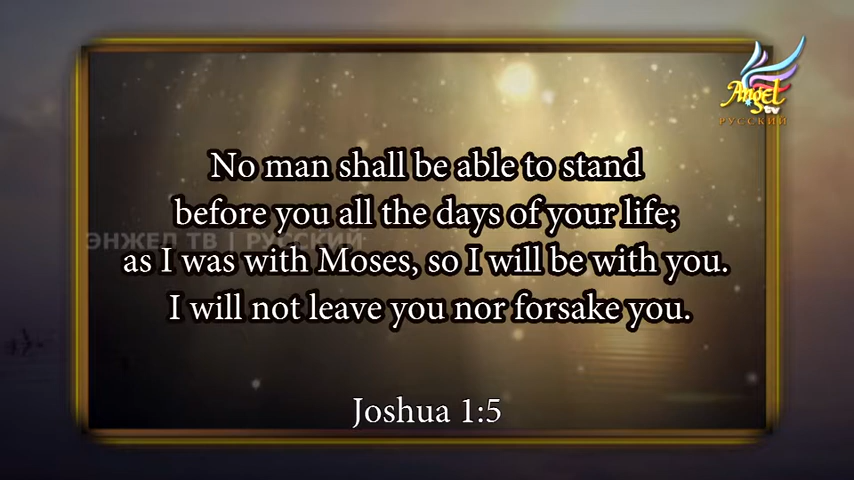 Angel
tv
РУССКИЙ
No man shall be able to stand
before you all the days of your life;
ЭНЖЕЛ ТВ | РУССКИЙ
as I was with Moses, so I will be with you.
I will not leave you nor forsake you.
Joshua 1:5